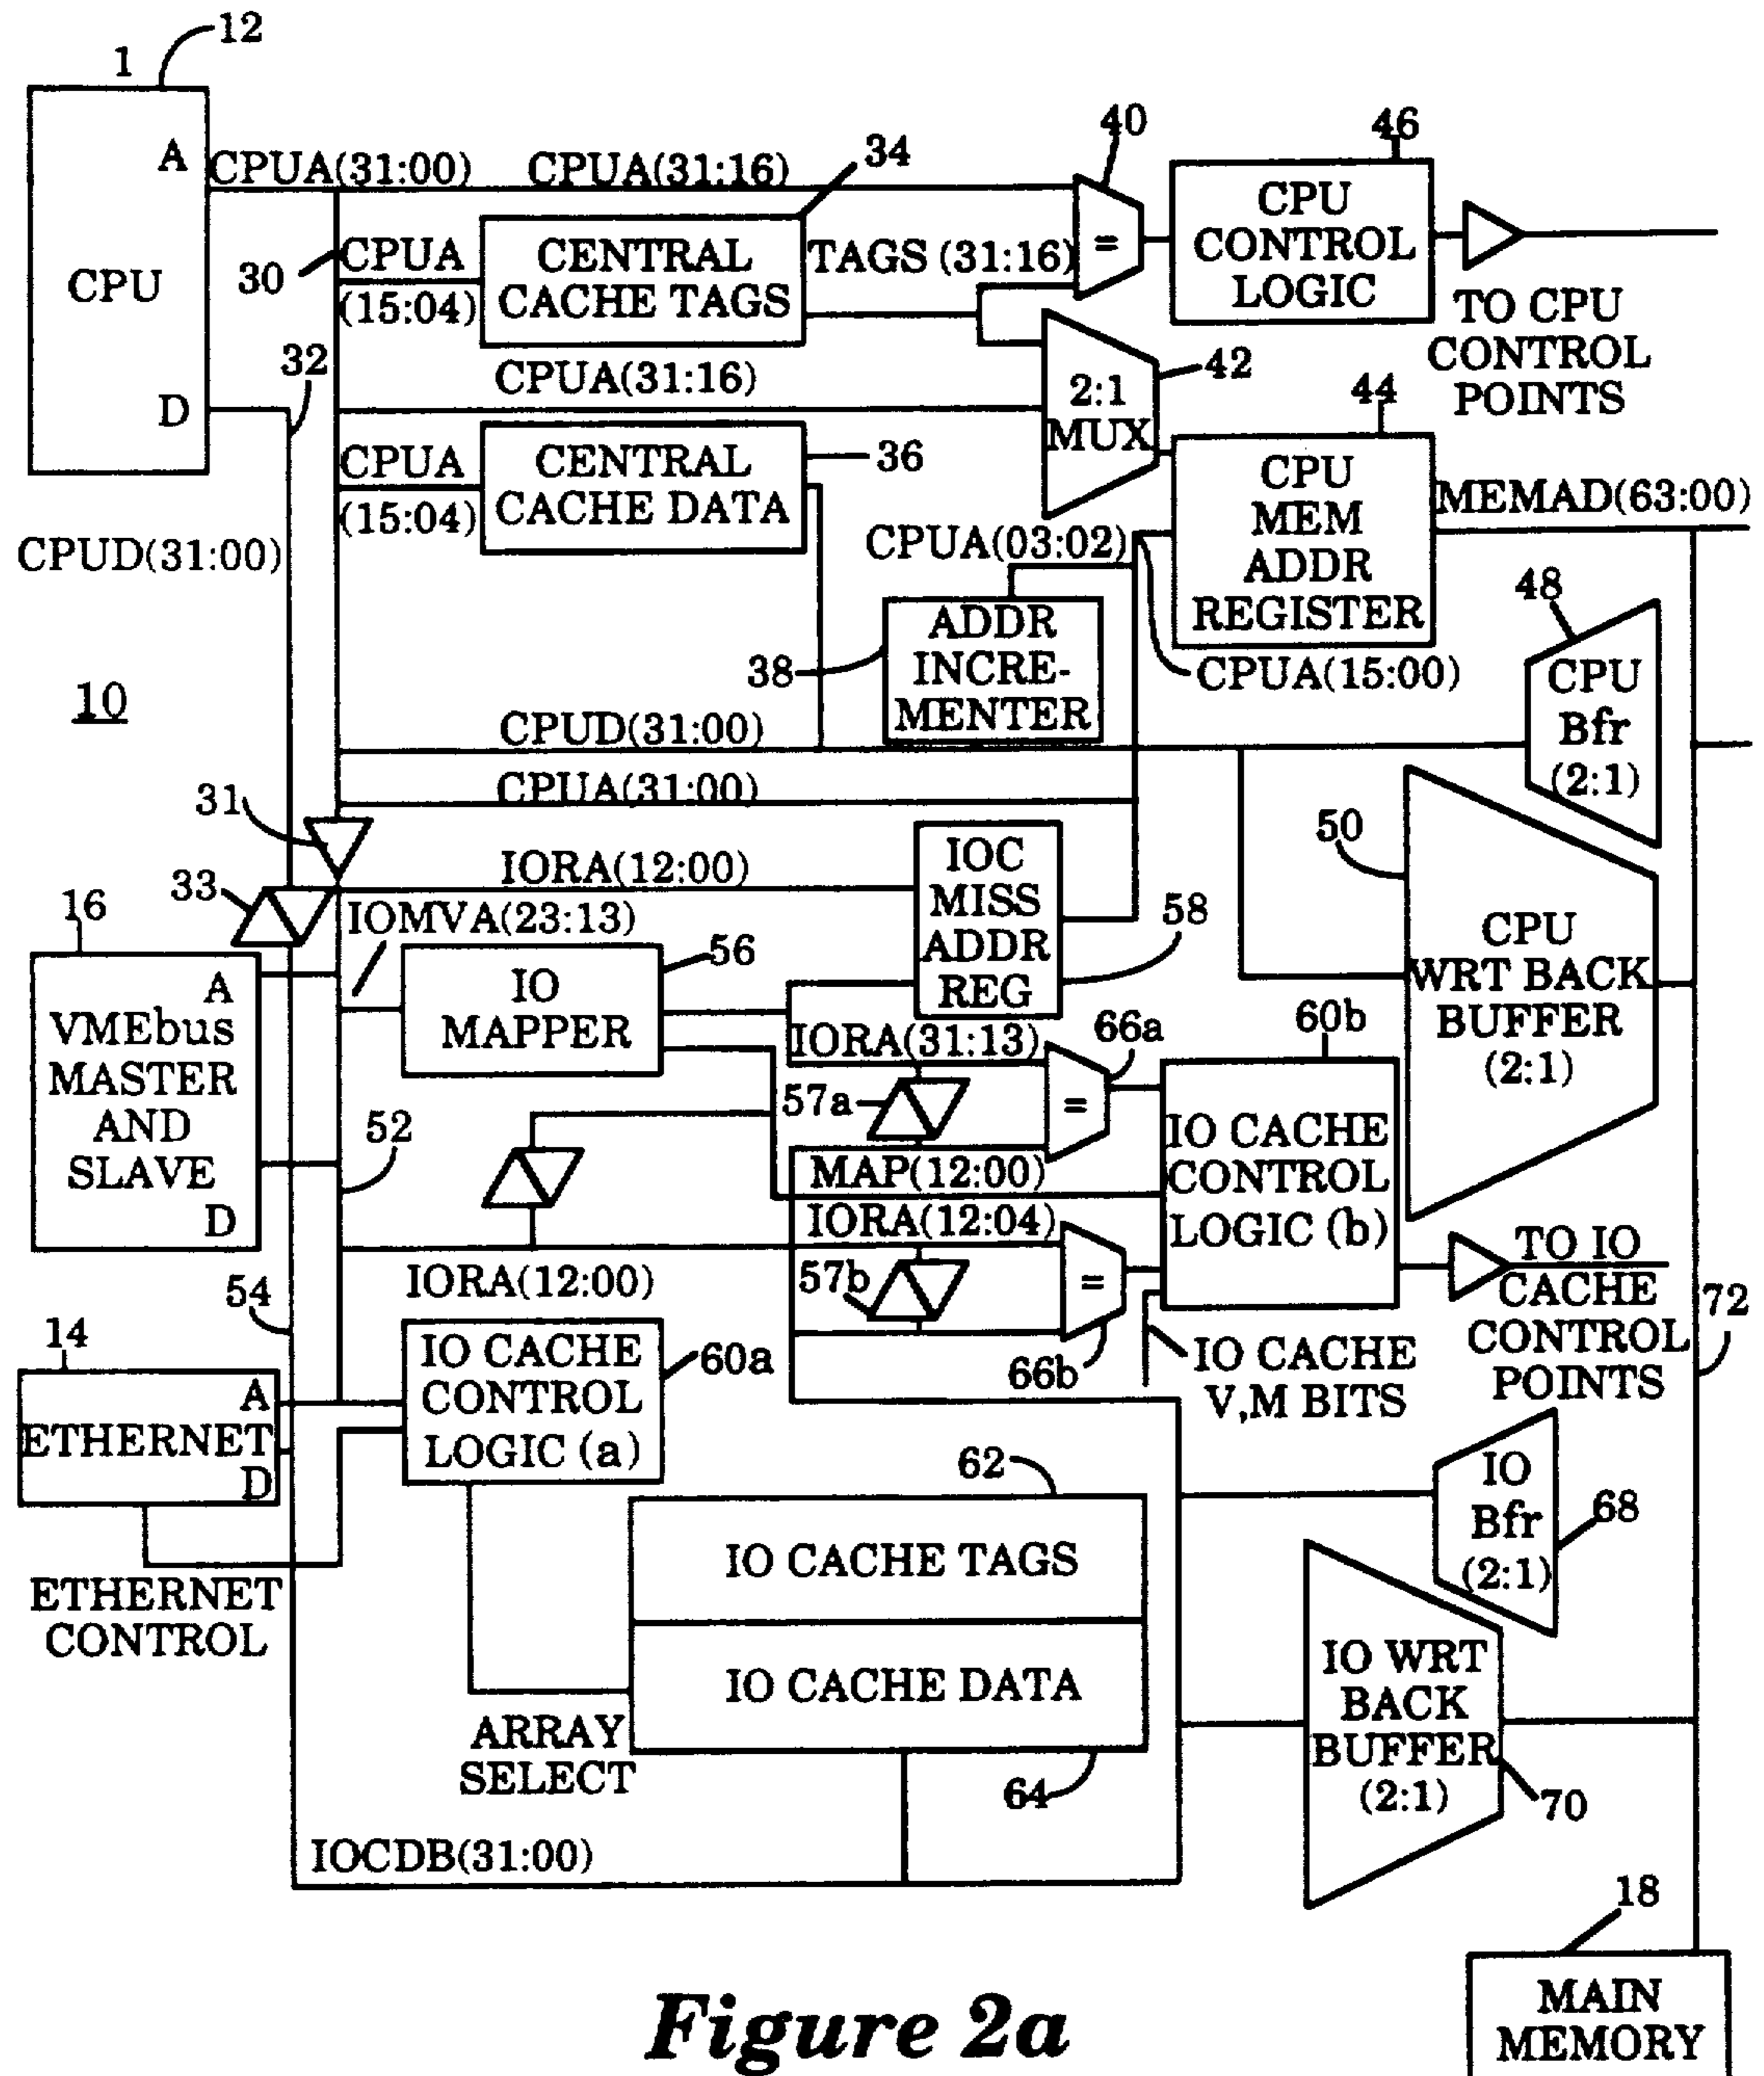 12
1
CPU
A
D
CPUA(31:00)
CPUA(31:16)
34
40
46
CPU
CONTROL
LOGIC
30
CPUA
(15:04)
CENTRAL
CACHE TAGS
TAGS (31:16)
=
TO CPU
CONTROL
POINTS
32
CPUA(31:16)
2:1
MUX
42
44
CPUA
(15:04)
CENTRAL
CACHE DATA
36
CPU
MEM
ADDR
REGISTER
MEMAD(63:00)
CPUD(31:00)
CPUA(03:02)
ADDR
INCRE-
MENTER
38
CPUA(15:00)
48
CPU
Bfr
(2:1)
10
CPUD(31:00)
CPUA(31:00)
31
33
IORA(12:00)
IOC
MISS
ADDR
REG
58
50
CPU
WRT BACK
BUFFER
(2:1)
16
IOMVA(23:13)
VMEbus
MASTER
AND
SLAVE
A
D
IO
MAPPER
56
52
IORA(31:13)
57a
=
66a
60b
IO CACHE
CONTROL
LOGIC (b)
MAP(12:00)
IORA(12:04)
57b
=
66b
IORA(12:00)
TO IO
CACHE
CONTROL
POINTS
72
IO CACHE
V,M BITS
54
14
ETHERNET
A
D
IO CACHE
CONTROL
LOGIC (a)
60a
ETHERNET
CONTROL
62
IO CACHE TAGS
IO CACHE DATA
64
ARRAY
SELECT
IO
Bfr
(2:1)
68
IO WRT
BACK
BUFFER
(2:1)
70
IOCDB(31:00)
18
MAIN
MEMORY
Figure 2a